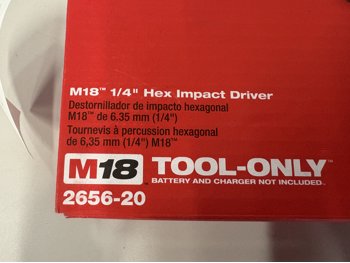 M18™ 1/4" Hex Impact Driver
Destornillador de impacto hexagonal
M18™ de 6.35 mm (1/4")
Tournevis à percussion hexagonal
de 6,35 mm (1/4") M18™
M18 TOOL-ONLY™
BATTERY AND CHARGER NOT INCLUDED.
2656-20